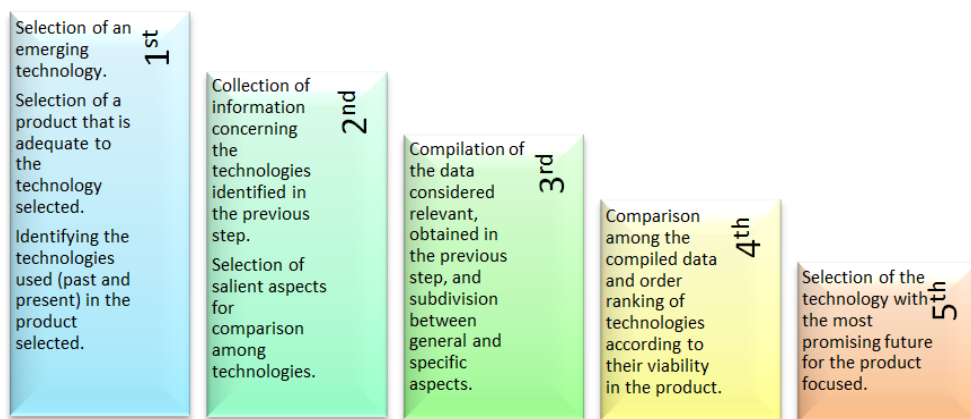 Selection of an
emerging
technology.
Selection of a
product that is
adequate to
the
technology
selected.
Identifying the
technologies
used (past and
present) in the
product
selected.
1st
Collection of
information
concerning
the
technologies
identified in
the previous
step.
Selection of
salient aspects
for
comparison
among
technologies.
2nd
Compilation of
the data
considered
relevant,
obtained in
the previous
step, and
subdivision
between
general and
specific
aspects.
3rd
Comparison
among the
compiled data
and order
ranking of
technologies
according to
their viability
in the product.
4th
Selection of the
technology with
the most
promising future
for the product
focused.
5th